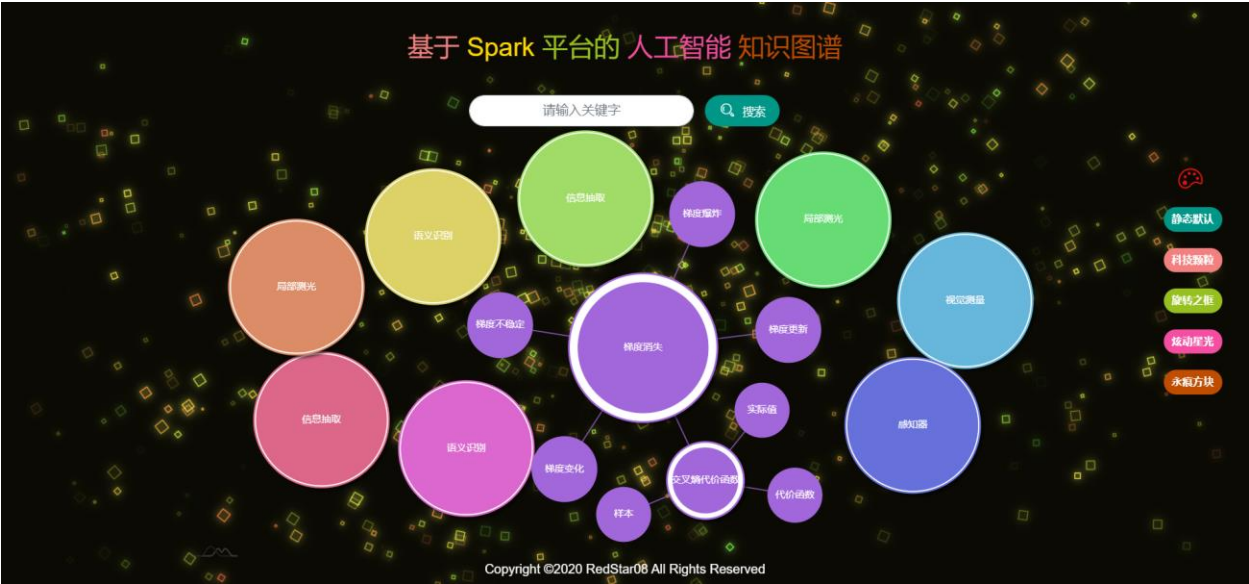 基于 Spark 平台的 人工智能 知识图谱
请输入关键字
搜索
信息抽取
语义识别
局部测光
梯度爆炸
局部测光
视觉测量
感知器
信息抽取
语义识别
梯度消失
梯度不稳定
梯度更新
梯度变化
交叉熵代价函数
实际值
代价函数
样本
静态默认
科技颗粒
旋转之框
炫动星光
永痕方块
Copyright ©2020 RedStar08 All Rights Reserved